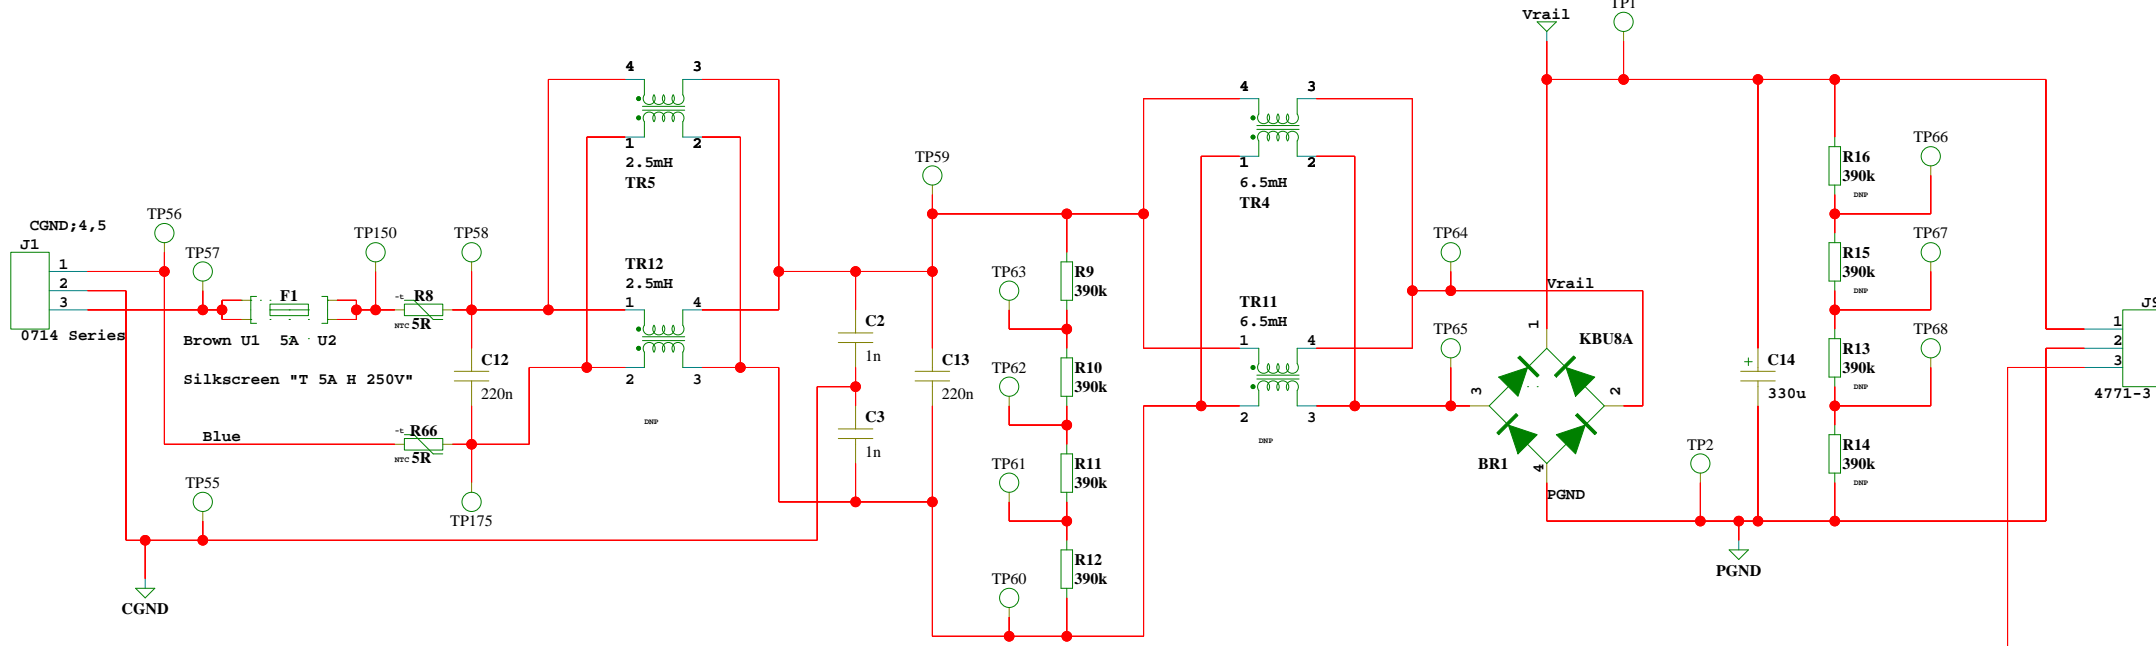 Vrail
TP1
4 3
1 2
2.5mH
TR5
4 3
1 2
6.5mH
TR4
TP66
R16
390k
DNP
TP59
CGND;4,5
J1
1
2
3
0714 Series
TP56
TP57
TP150
TP58
TR12
2.5mH
1 4
2 3
DNP
F1
Brown U1 5A U2
Silkscreen "T 5A H 250V"
-t R8
NTC 5R
C12
220n
-t R66
NTC 5R
Blue
TP55
TP175
CGND
C2
1n
C3
1n
C13
220n
TP63
R9
390k
TP62
R10
390k
TP61
R11
390k
TP60
R12
390k
TR11
6.5mH
1 4
2 3
DNP
TP64
TP65
Vrail
1
KBU8A
3
2
BR1
4
PGND
TP2
PGND
+ C14
330u
TP67
R15
390k
DNP
TP68
R13
390k
DNP
R14
390k
DNP
J9
1
2
3
4771-3